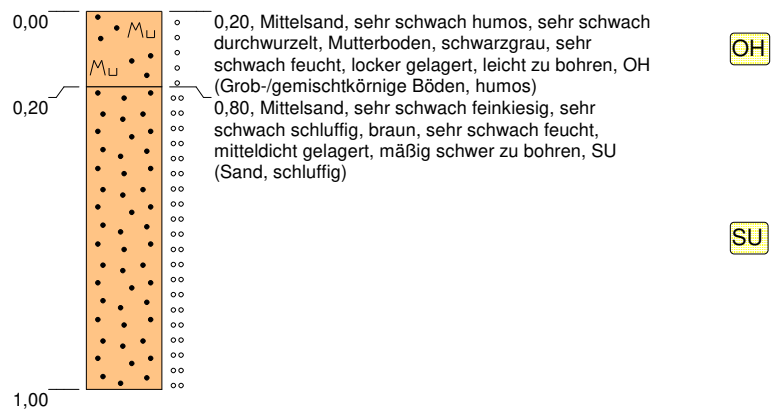 0,00
Mu
Mu
0,20, Mittelsand, sehr schwach humos, sehr schwach
durchwurzelt, Mutterboden, schwarzgrau, sehr
schwach feucht, locker gelagert, leicht zu bohren, OH
(Grob-/gemischtkörnige Böden, humos)
OH
0,20
0,80, Mittelsand, sehr schwach feinkiesig, sehr
schwach schluffig, braun, sehr schwach feucht,
mitteldicht gelagert, mäßig schwer zu bohren, SU
(Sand, schluffig)
SU
1,00